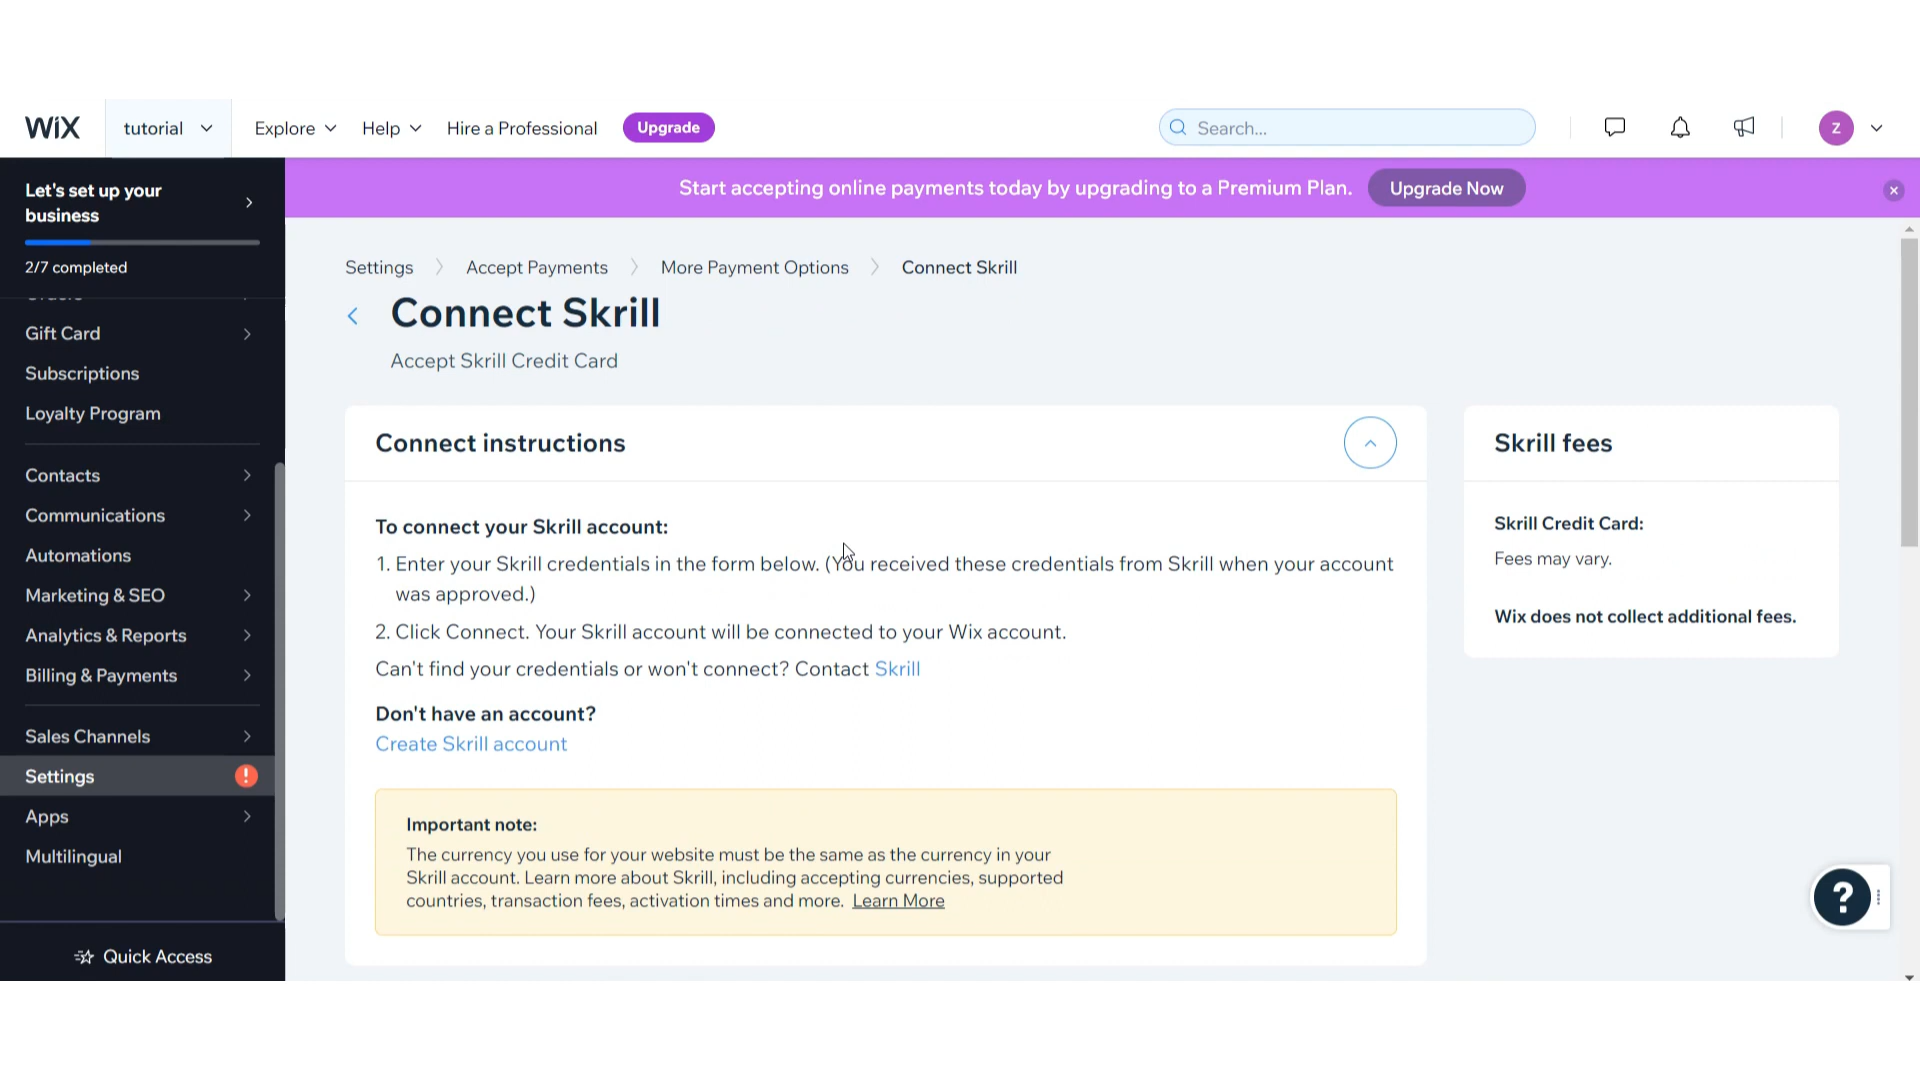 WIX
tutorial
Explore
Help
Hire a Professional
Upgrade
Search...
Z
Let's set up your
business
2/7 completed
Start accepting online payments today by upgrading to a Premium Plan.
Upgrade Now
Gift Card
Subscriptions
Loyalty Program
Contacts
Communications
Automations
Marketing & SEO
Analytics & Reports
Billing & Payments
Sales Channels
Settings
Apps
Multilingual
Quick Access
Settings
Accept Payments
More Payment Options
Connect Skrill
Connect Skrill
Accept Skrill Credit Card
Connect instructions
To connect your Skrill account:
1. Enter your Skrill credentials in the form below. (You received these credentials from Skrill when your account
was approved.)
2. Click Connect. Your Skrill account will be connected to your Wix account.
Can't find your credentials or won't connect? Contact Skrill
Don't have an account?
Create Skrill account
Important note:
The currency you use for your website must be the same as the currency in your
Skrill account. Learn more about Skrill, including accepting currencies, supported
countries, transaction fees, activation times and more. Learn More
Skrill fees
Skrill Credit Card:
Fees may vary.
Wix does not collect additional fees.
?